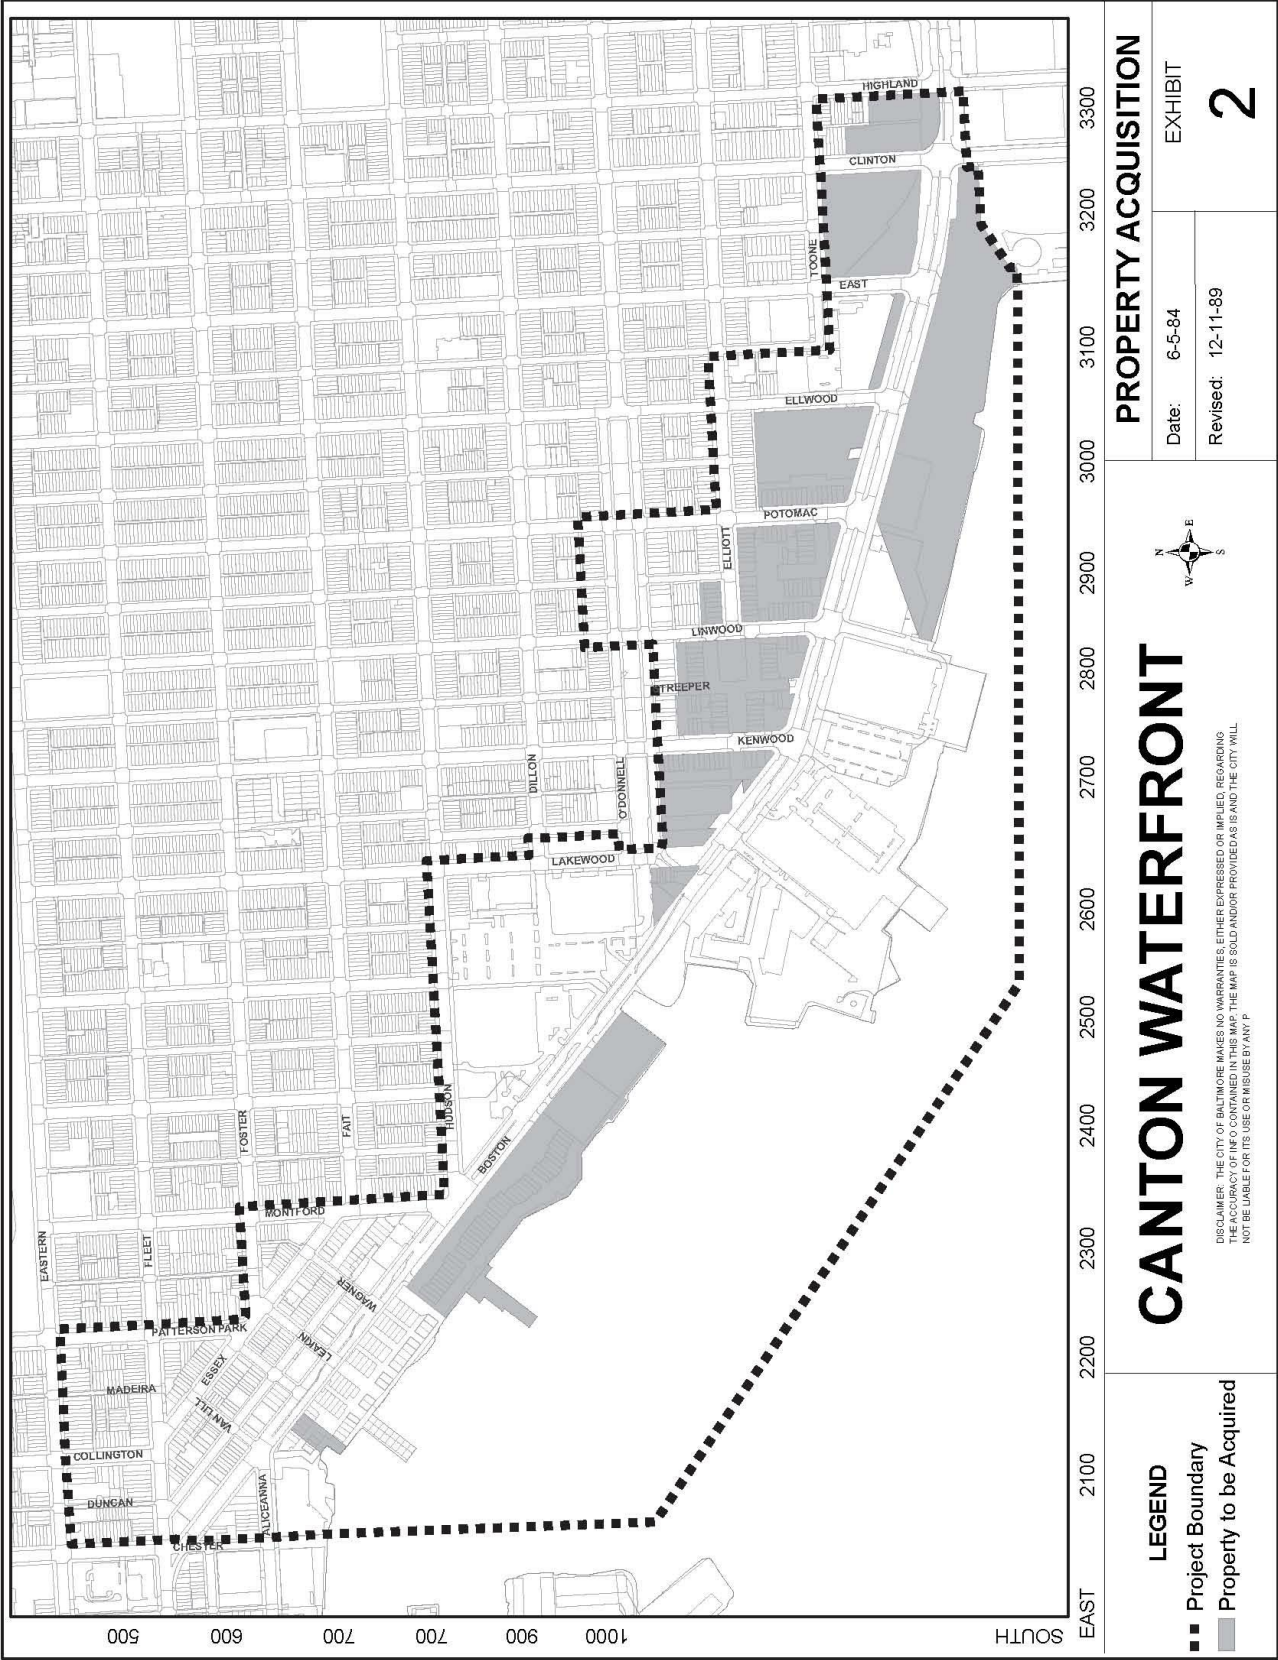 HIGHLAND
CLINTON
TOONE
EAST
ELLWOOD
POTOMAC
ELLIOTT
LINWOOD
STREEPER
KENWOOD
DILLON
O'DONNELL
LAKEWOOD
HUDSON
FOSTER
FAIT
BOSTON
MONTFORD
EASTERN
FLEET
WAGNER
PATTERSON PARK
LEAKIN
ESSEX
MADEIRA
VAN LILL
COLLINGTON
DUNCAN
ALICEANNA
CHESTER
500
600
700
700
900
1000
SOUTH
EAST
2100
2200
2300
2400
2500
2600
2700
2800
2900
3000
3100
3200
3300
LEGEND
Project Boundary
Property to be Acquired
CANTON WATERFRONT
DISCLAIMER: THE CITY OF BALTIMORE MAKES NO WARRANTIES, EITHER EXPRESSED OR IMPLIED, REGARDING
THE ACCURACY OF INFO CONTAINED IN THIS MAP. THE MAP IS SOLD AND/OR PROVIDED AS IS AND THE CITY WILL
NOT BE LIABLE FOR ITS USE OR MISUSE BY ANY P
N
W
E
S
PROPERTY ACQUISITION
Date: 6-5-84
Revised: 12-11-89
EXHIBIT
2